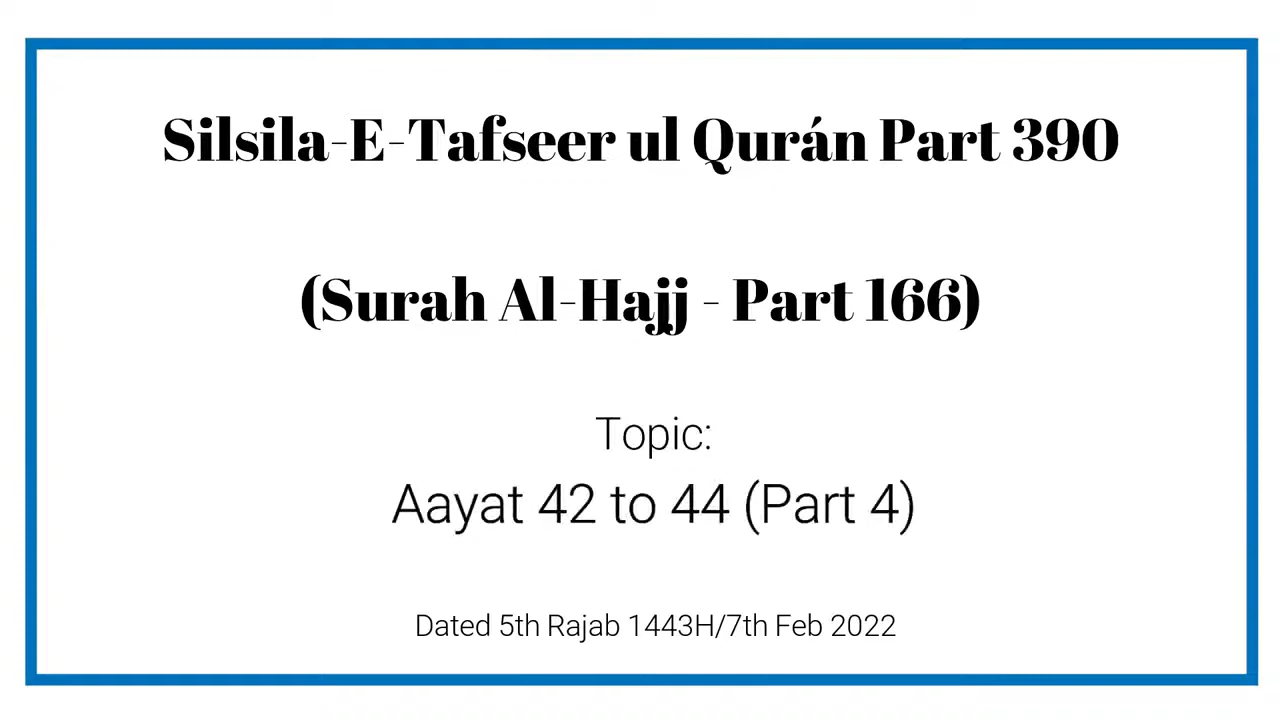 Silsila-E-Tafseer ul Qurán Part 390
(Surah Al-Hajj - Part 166)
Topic:
Aayat 42 to 44 (Part 4)
Dated 5th Rajab 1443H/7th Feb 2022